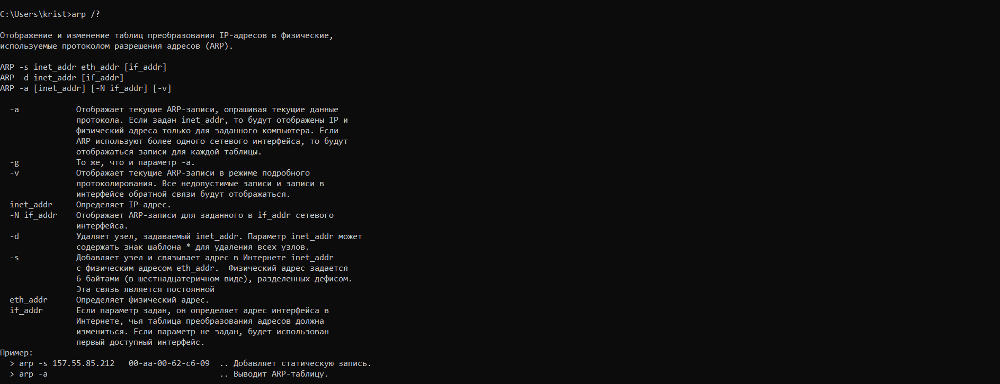 C:\Users\krist>arp /?
Отображение и изменение таблиц преобразования IP-адресов в физические,
используемые протоколом разрешения адресов (ARP).
ARP -s inet_addr eth_addr [if_addr]
ARP -d inet_addr [if_addr]
ARP -a [inet_addr] [-N if_addr] [-v]
-a Отображает текущие ARP-записи, опрашивая текущие данные
протокола. Если задан inet_addr, то будут отображены IP и
физический адреса только для заданного компьютера. Если
ARP используют более одного сетевого интерфейса, то будут
отображаться записи для каждой таблицы.
-g То же, что и параметр -a.
-v Отображает текущие ARP-записи в режиме подробного
протоколирования. Все недопустимые записи и записи в
интерфейсе обратной связи будут отображаться.
inet_addr Определяет IP-адрес.
-N if_addr Отображает ARP-записи для заданного в if_addr сетевого
интерфейса.
-d Удаляет узел, задаваемый inet_addr. Параметр inet_addr может
содержать знак шаблона * для удаления всех узлов.
-s Добавляет узел и связывает адрес в Интернете inet_addr
с физическим адресом eth_addr.  Физический адрес задается
6 байтами (в шестнадцатеричном виде), разделенных дефисом.
Эта связь является постоянной
eth_addr Определяет физический адрес.
if_addr Если параметр задан, он определяет адрес интерфейса в
Интернете, чья таблица преобразования адресов должна
измениться. Если параметр не задан, будет использован
первый доступный интерфейс.
Пример:
> arp -s 157.55.85.212 00-aa-00-62-c6-09 .. Добавляет статическую запись.
> arp -a .. Выводит ARP-таблицу.